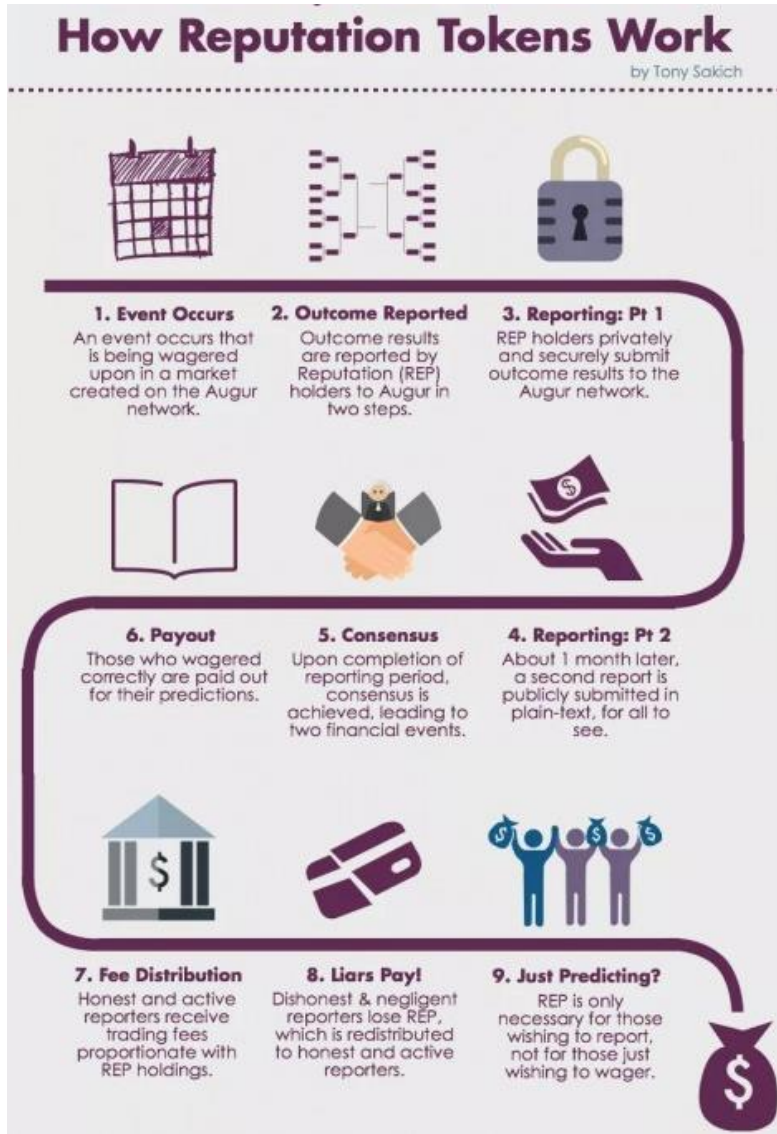 How Reputation Tokens Work
by Tony Sakich
1. Event Occurs
An event occurs that
is being wagered
upon in a market
created on the Augur
network.
2. Outcome Reported
Outcome results
are reported by
Reputation (REP)
holders to Augur in
two steps.
3. Reporting: Pt 1
REP holders privately
and securely submit
outcome results to the
Augur network.
$
4. Reporting: Pt 2
About 1 month later,
a second report is
publicly submitted in
plain-text, for all to
see.
5. Consensus
Upon completion of
reporting period,
consensus is
achieved, leading to
two financial events.
6. Payout
Those who wagered
correctly are paid out
for their predictions.
$
$ $ $
7. Fee Distribution
Honest and active
reporters receive
trading fees
proportionate with
REP holdings.
8. Liars Pay!
Dishonest & negligent
reporters lose REP,
which is redistributed
to honest and active
reporters.
9. Just Predicting?
REP is only
necessary for those
wishing to report,
not for those just
wishing to wager.
$